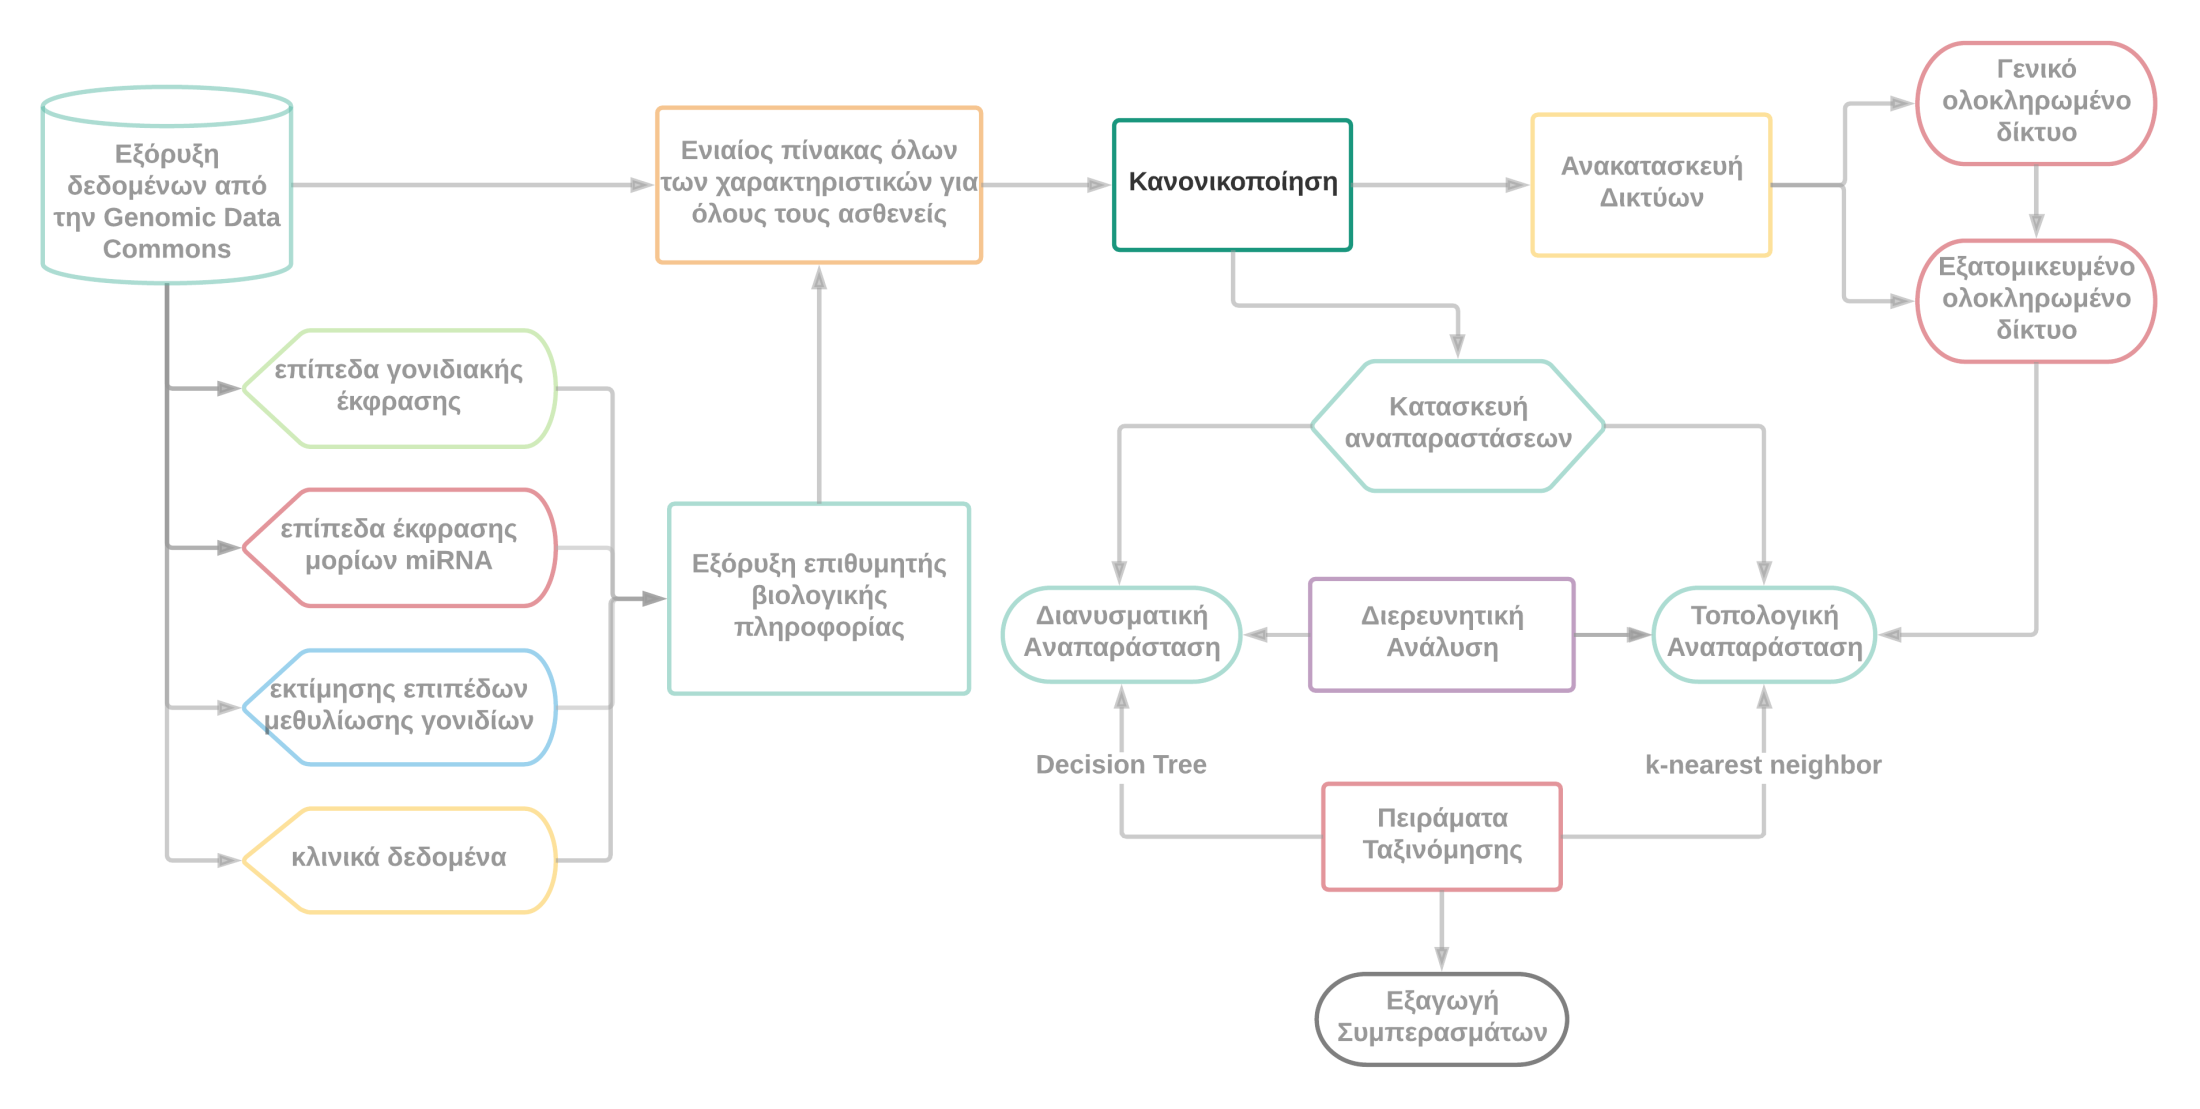 Εξόρυξη
δεδομένων από
την Genomic Data
Commons
Ενιαίος πίνακας όλων
των χαρακτηριστικών για
όλους τους ασθενείς
Κανονικοποίηση
Ανακατασκευή
Δικτύων
Γενικό
ολοκληρωμένο
δίκτυο
Εξατομικευμένο
ολοκληρωμένο
δίκτυο
επίπεδα γονιδιακής
έκφρασης
επίπεδα έκφρασης
μορίων miRNA
εκτίμησης επιπέδων
μεθυλίωσης γονιδίων
κλινικά δεδομένα
Εξόρυξη επιθυμητής
βιολογικής
πληροφορίας
Κατασκευή
αναπαραστάσεων
Διανυσματική
Αναπαράσταση
Διερευνητική
Ανάλυση
Τοπολογική
Αναπαράσταση
Decision Tree
k-nearest neighbor
Πειράματα
Ταξινόμησης
Εξαγωγή
Συμπερασμάτων